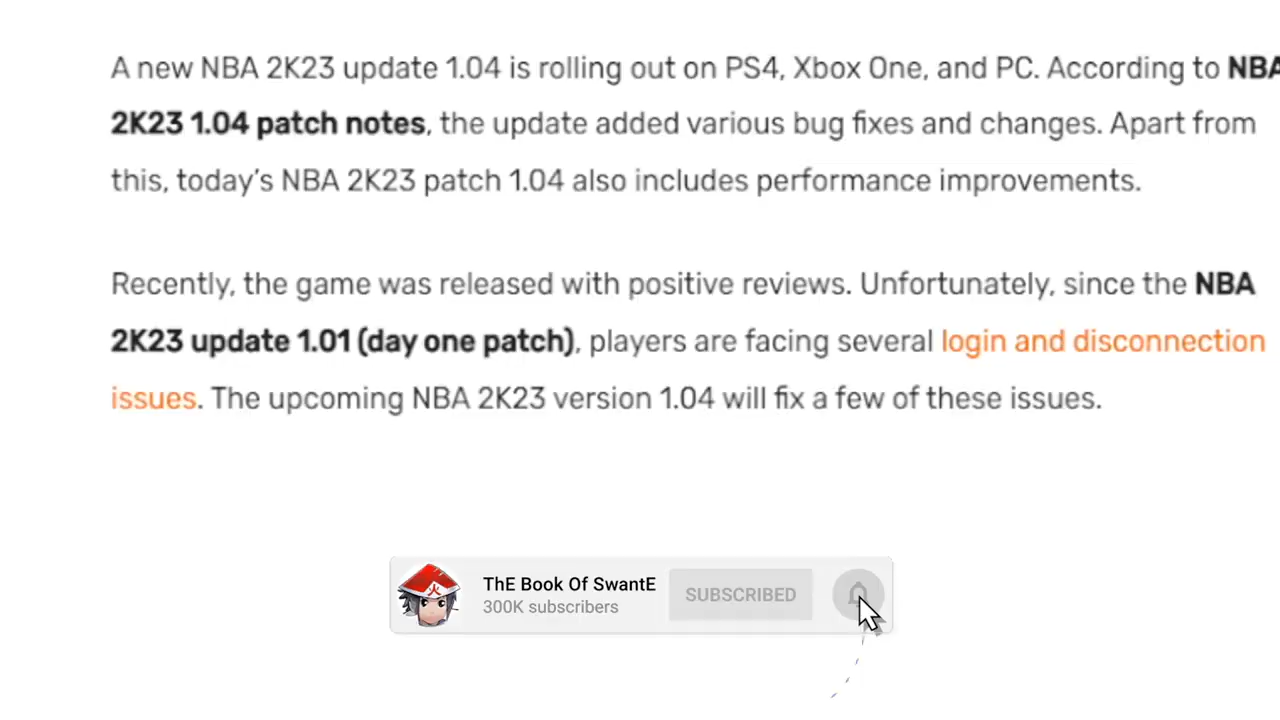 A new NBA 2K23 update 1.04 is rolling out on PS4, Xbox One, and PC. According to NBA
2K23 1.04 patch notes, the update added various bug fixes and changes. Apart from
this, today’s NBA 2K23 patch 1.04 also includes performance improvements.
Recently, the game was released with positive reviews. Unfortunately, since the NBA
2K23 update 1.01 (day one patch), players are facing several login and disconnection
issues. The upcoming NBA 2K23 version 1.04 will fix a few of these issues.
ThE Book Of SwantE
300K subscribers
SUBSCRIBED
火